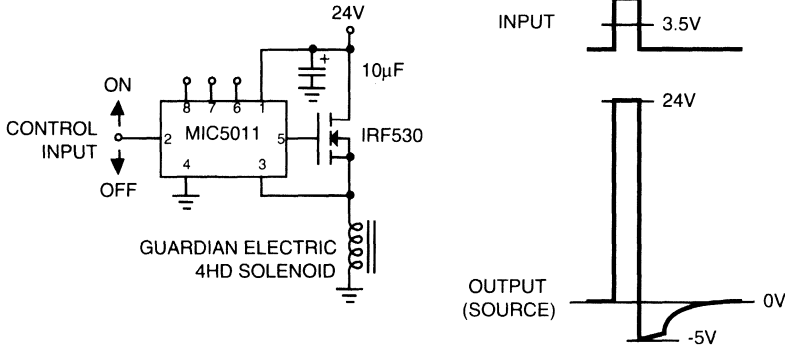 24V
INPUT
3.5V
+
10µF
ON
8 7 6 1
24V
CONTROL
INPUT
2
MIC5011
5
IRF530
4 3
OFF
GUARDIAN ELECTRIC
4HD SOLENOID
OUTPUT
(SOURCE)
0V
-5V